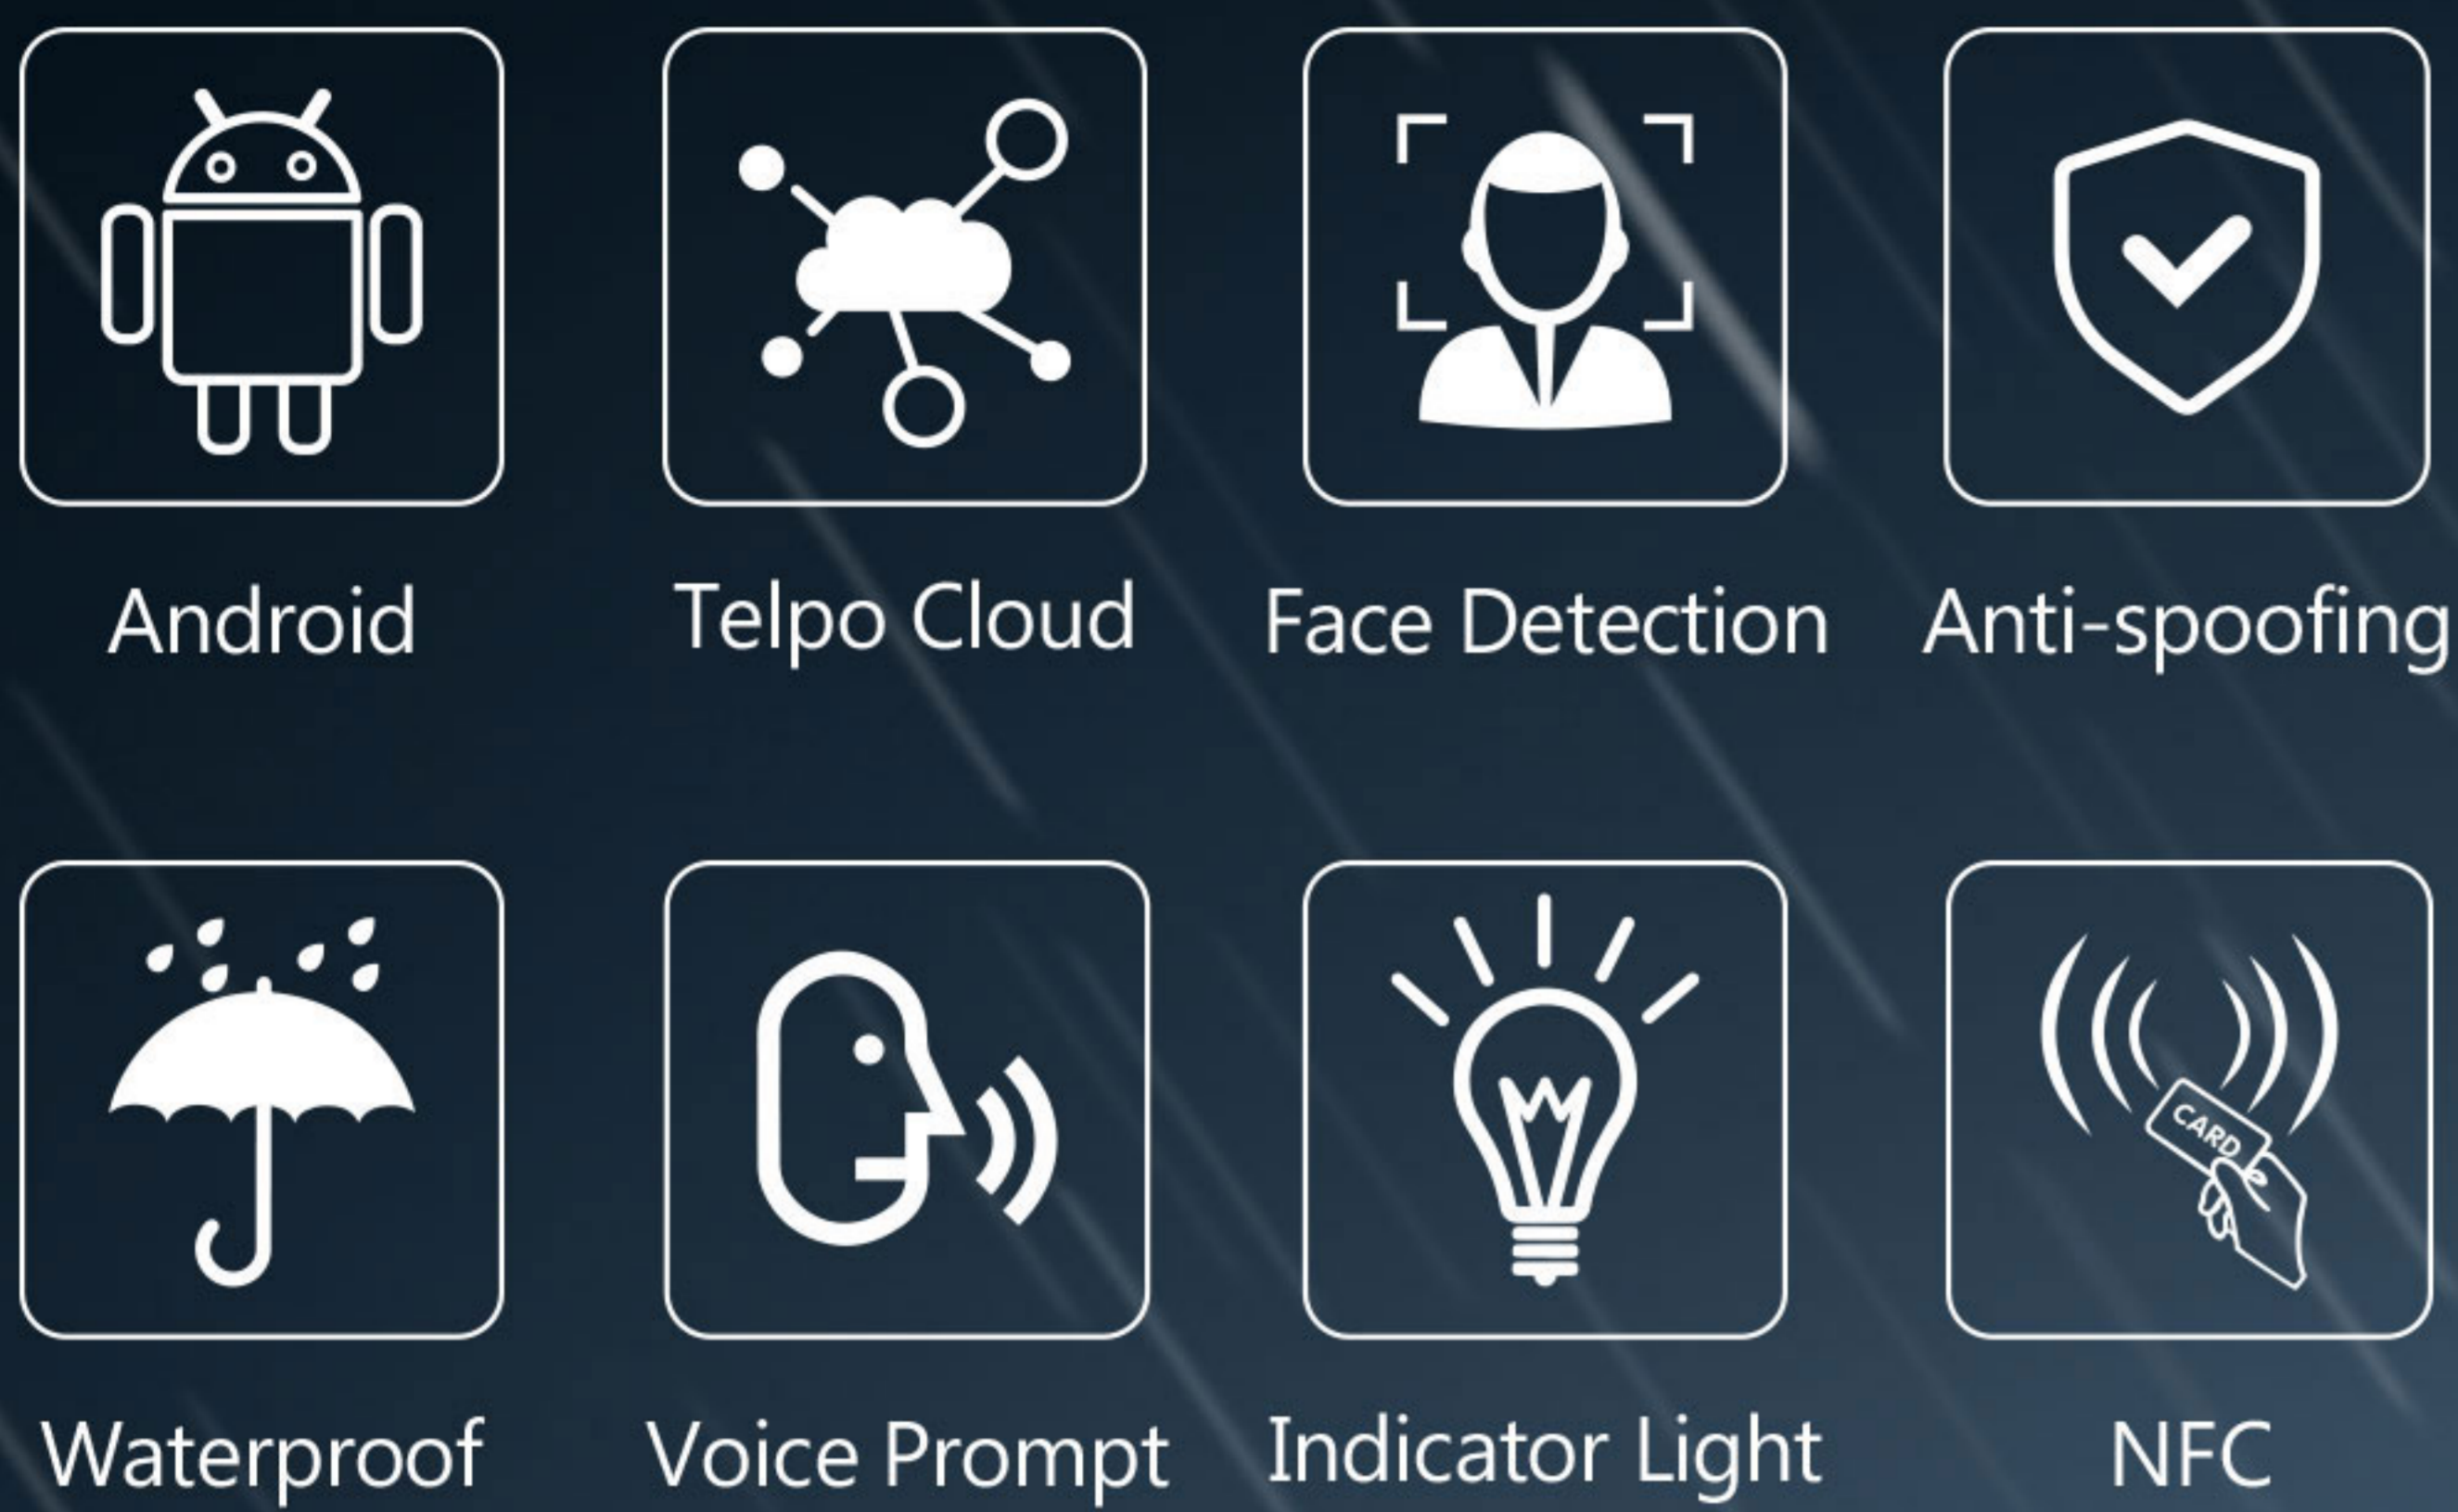 Android
Telpo Cloud
Face Detection
Anti-spoofing
CARD
Waterproof
Voice Prompt
Indicator Light
NFC